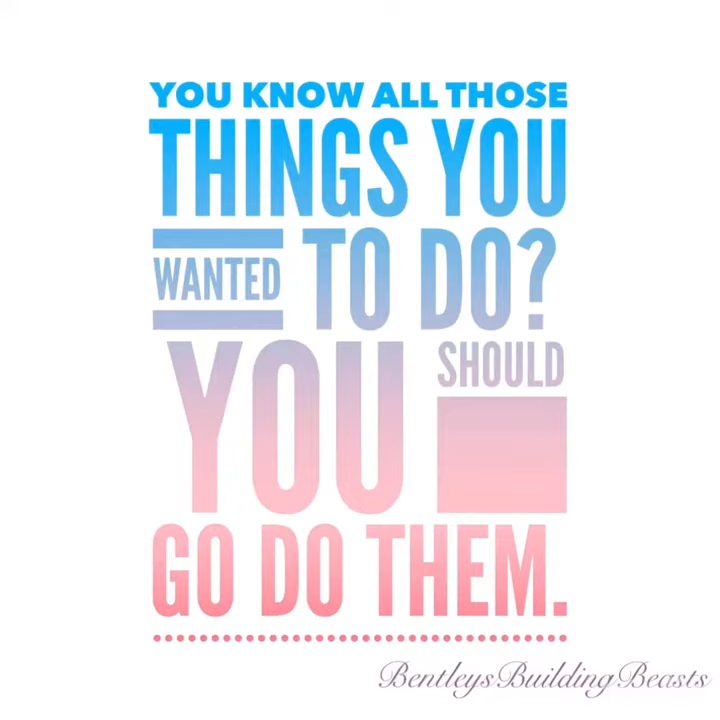 YOU KNOW ALL THOSE
THINGS YOU
WANTED TO DO?
YOU SHOULD
GO DO THEM.
BentleysBuildingBeasts